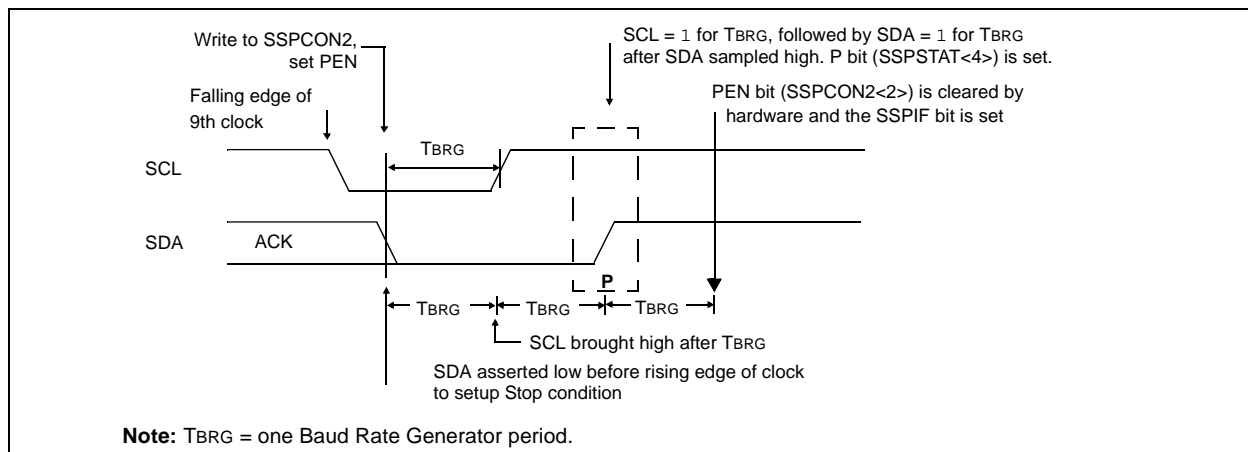 Write to SSPCON2,
set PEN
SCL = 1 for TBRG, followed by SDA = 1 for TBRG
after SDA sampled high. P bit (SSPSTAT<4>) is set.
Falling edge of
9th clock
PEN bit (SSPCON2<2>) is cleared by
hardware and the SSPIF bit is set
TBRG
SCL
SDA
ACK
P
TBRG
TBRG
TBRG
SCL brought high after TBRG
SDA asserted low before rising edge of clock
to setup Stop condition
Note: TBRG = one Baud Rate Generator period.